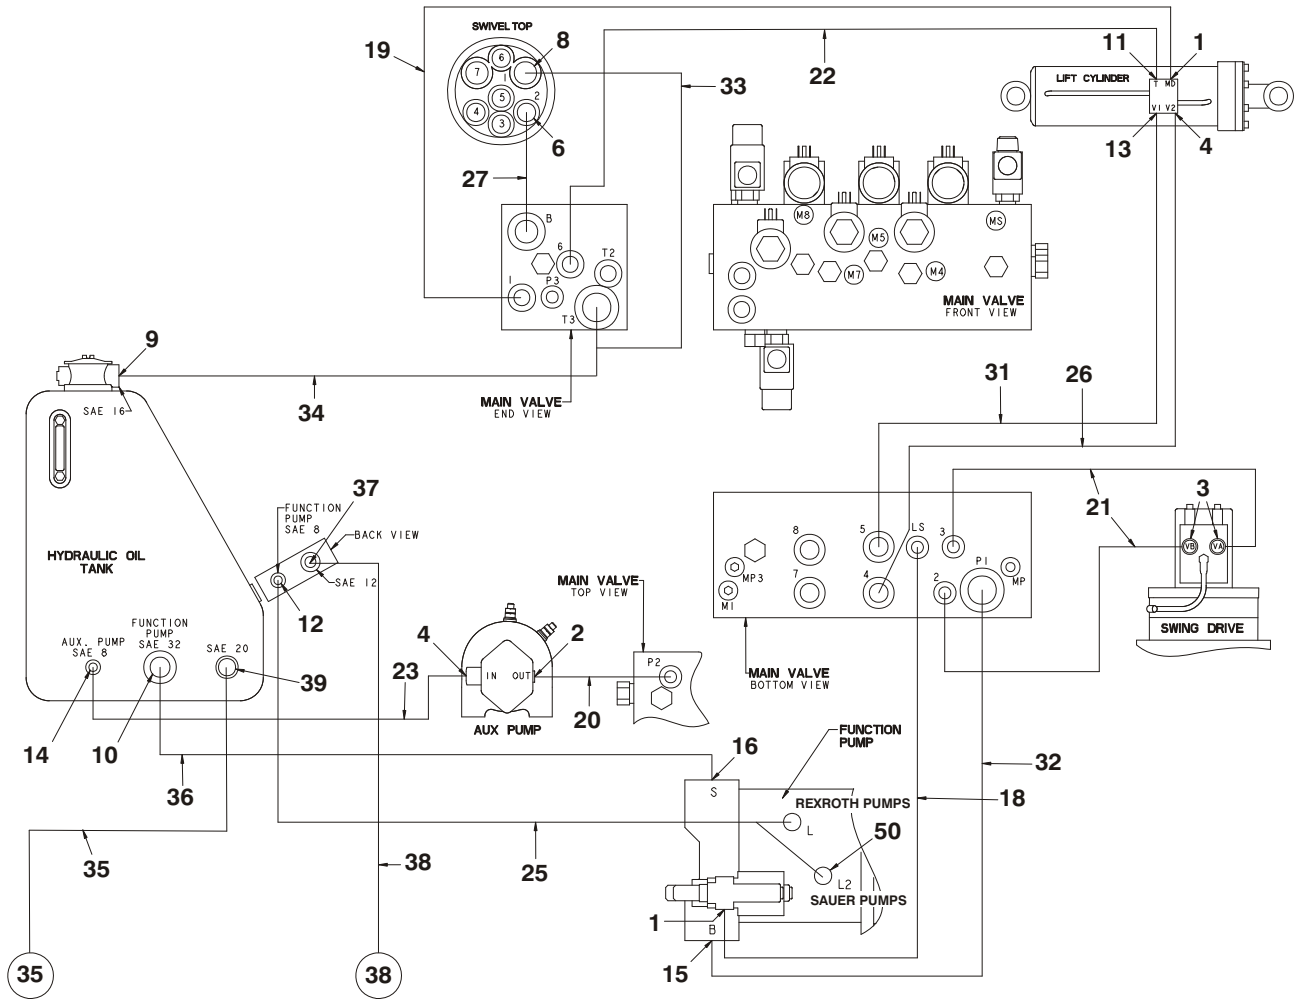 SWIVEL TOP
8
6
7
1
5
2
4
3
6
19
33
27
22
11
1
LIFT CYLINDER
T MD
V1 V2
13
4
B
6
T2
1
P3
T3
MAIN VALVE
END VIEW
M8
M5
MS
M7
M4
MAIN VALVE
FRONT VIEW
9
SAE 16
34
31
26
HYDRAULIC OIL
TANK
FUNCTION
PUMP
SAE 8
37
BACK VIEW
SAE 12
12
AUX. PUMP
SAE 8
FUNCTION
PUMP
SAE 32
SAE 20
14
10
39
23
4
2
IN
OUT
AUX PUMP
20
MAIN VALVE
TOP VIEW
P2
8
5
LS
3
MP3
7
4
2
P1
MP
M1
MAIN VALVE
BOTTOM VIEW
21
3
VB
VA
SWING DRIVE
36
16
S
FUNCTION
PUMP
REXROTH PUMPS
L
50
L2
SAUER PUMPS
32
18
35
25
38
1
B
15
35
38